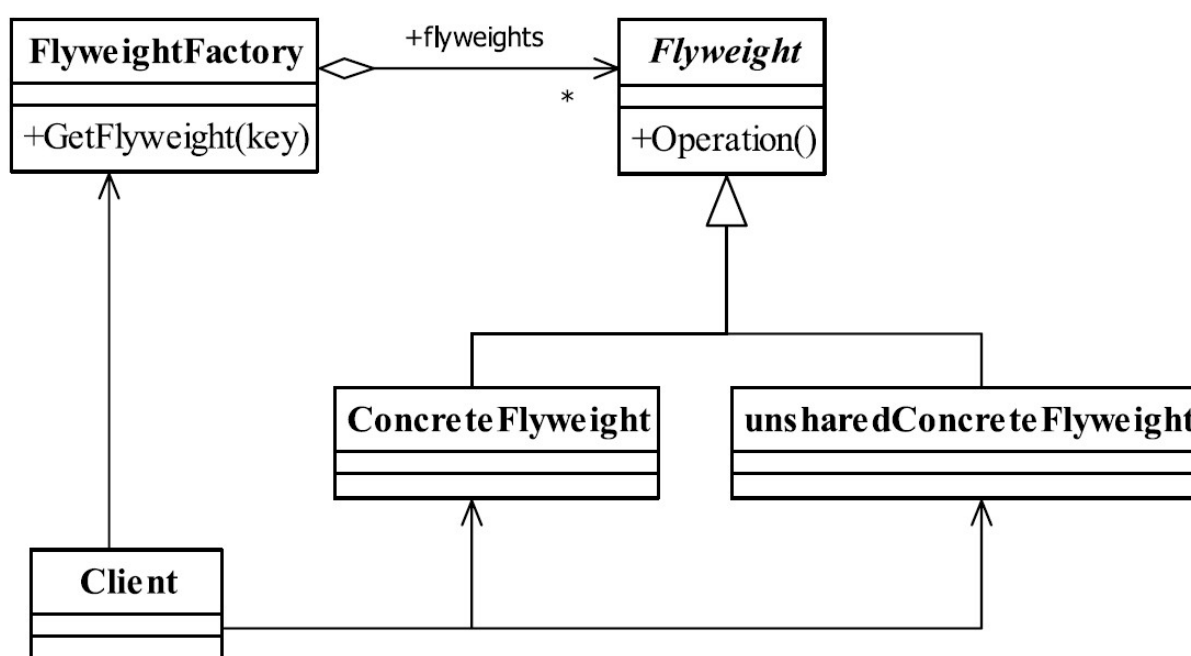 FlyweightFactory
+GetFlyweight(key)
+flyweights
*
Flyweight
+Operation()
ConcreteFlyweight
unsharedConcreteFlyweight
Client